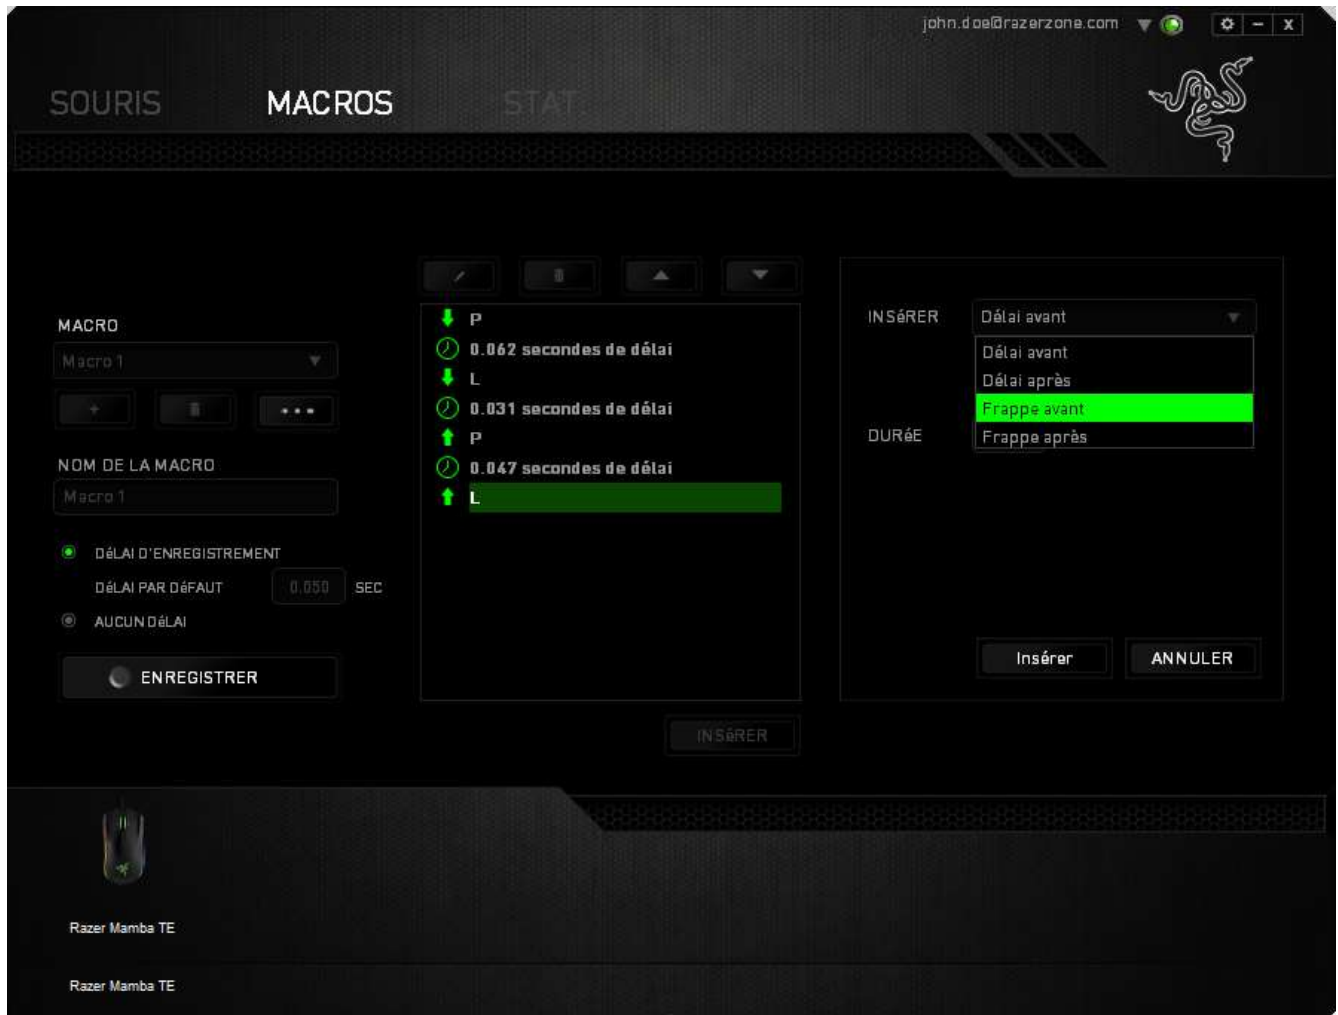 john.doe@razerzone.com
SOURIS MACROS STAT
MACRO
Macro 1
NOM DE LA MACRO
Macro 1
DéLAI D'ENREGISTREMENT
DéLAI PAR DéFAUT 0.050 SEC
AUCUN DéLAI
ENREGISTRER
P
0.062 secondes de délai
L
0.031 secondes de délai
P
0.047 secondes de délai
L
INSéRER
INSéRER Délai avant
Délai avant
Délai après
Frappe avant
Frappe après
DURéE
Insérer ANNULER
Razer Mamba TE
Razer Mamba TE